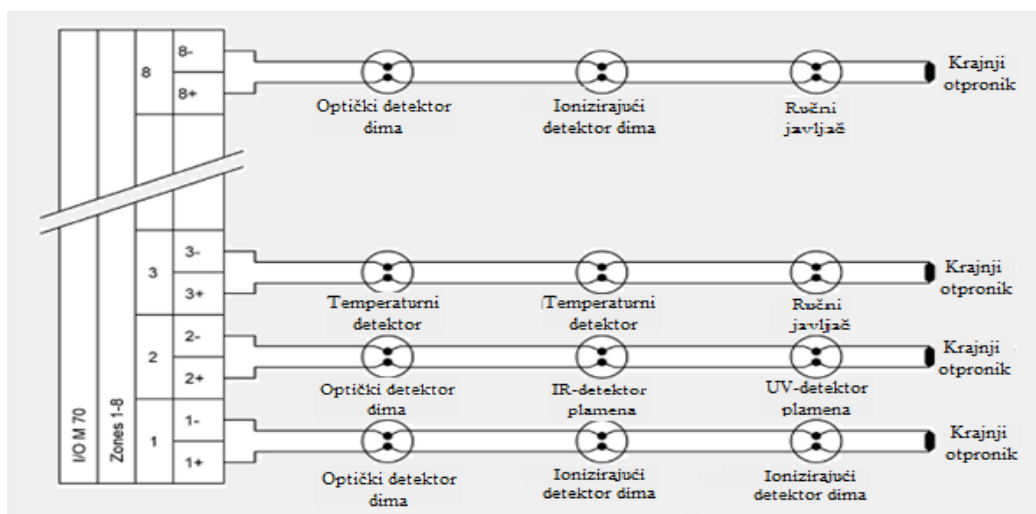 I/O M 70
Zones 1-8
8
8-
8+
Optički detektor
dima
Ionizirajući
detektor dima
Ručni
javljač
Krajnji
otpronik
3
3-
3+
Temperaturni
detektor
Temperaturni
detektor
Ručni
javljač
Krajnji
otpronik
2
2-
2+
Optički detektor
dima
IR-detektor
plamena
UV-detektor
plamena
Krajnji
otpronik
1
1-
1+
Optički detektor
dima
Ionizirajući
detektor dima
Ionizirajući
detektor dima
Krajnji
otpronik